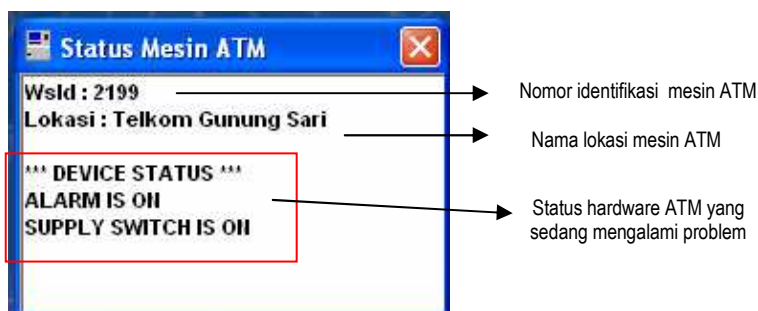 Status Mesin ATM
WsId : 2199
Lokasi : Telkom Gunung Sari
*** DEVICE STATUS ***
ALARM IS ON
SUPPLY SWITCH IS ON
Nomor identifikasi mesin ATM
Nama lokasi mesin ATM
Status hardware ATM yang
sedang mengalami problem